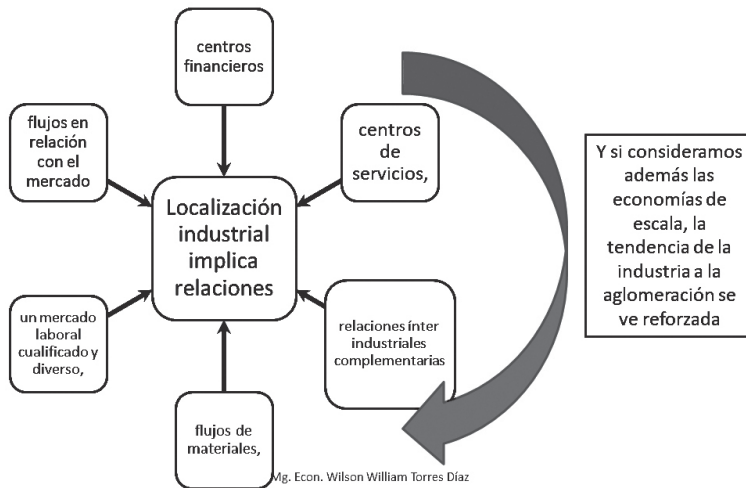 centros
financieros
flujos en
relación
con el
mercado
centros
de
servicios,
Localización
industrial
implica
relaciones
un mercado
laboral
cualificado y
diverso,
relaciones ínter
industriales
complementarias
flujos de
materiales,
Y si consideramos
además las
economías de
escala, la
tendencia de la
industria a la
aglomeración se
ve reforzada
Mg. Econ. Wilson William Torres Díaz